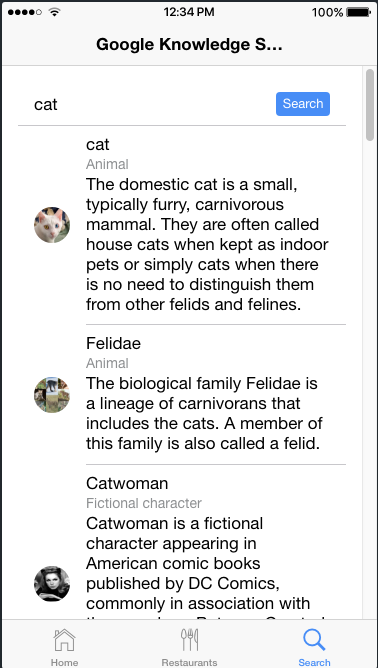 12:34 PM 100%
Google Knowledge S...
cat Search
cat
Animal
The domestic cat is a small,
typically furry, carnivorous
mammal. They are often called
house cats when kept as indoor
pets or simply cats when there
is no need to distinguish them
from other felids and felines.
Felidae
Animal
The biological family Felidae is
a lineage of carnivorans that
includes the cats. A member of
this family is also called a felid.
Catwoman
Fictional character
Catwoman is a fictional
character appearing in
American comic books
published by DC Comics,
commonly in association with
Home Restaurants Search